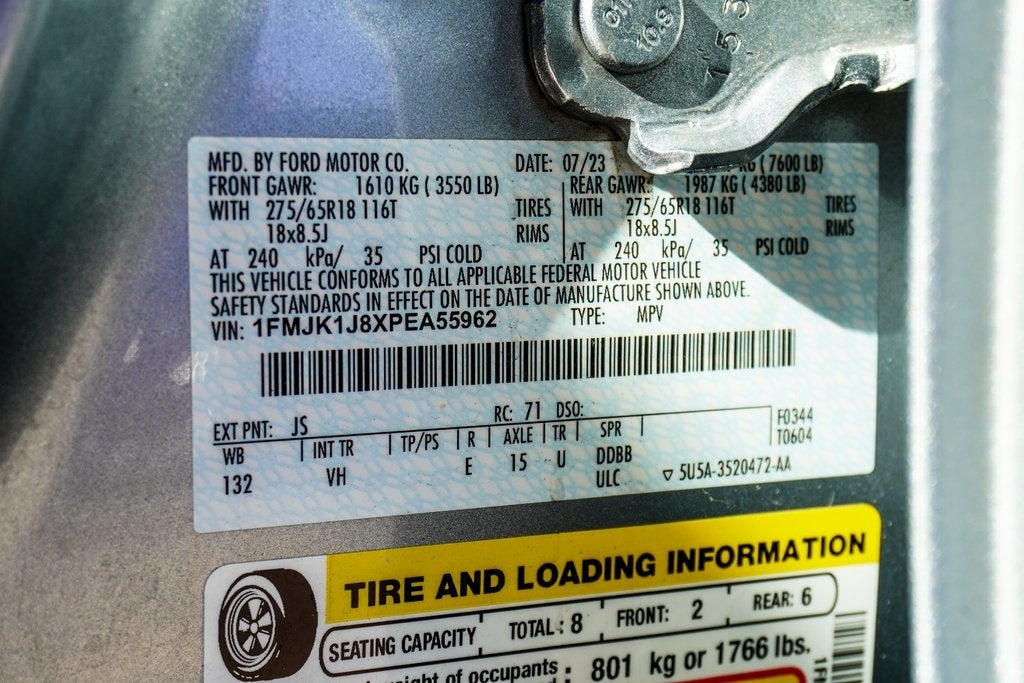 10.9
153
MFD. BY FORD MOTOR CO. DATE: 07/23 KG ( 7600 LB)
FRONT GAWR: 1610 KG ( 3550 LB) REAR GAWR: 1987 KG ( 4380 LB)
WITH 275/65R18 116T TIRES WITH 275/65R18 116T TIRES
18x8.5J RIMS 18x8.5J RIMS
AT 240 kPa/ 35 PSI COLD AT 240 kPa/ 35 PSI COLD
THIS VEHICLE CONFORMS TO ALL APPLICABLE FEDERAL MOTOR VEHICLE
SAFETY STANDARDS IN EFFECT ON THE DATE OF MANUFACTURE SHOWN ABOVE.
VIN: 1FMJK1J8XPEA55962 TYPE: MPV
EXT PNT: JS RC: 71 DSO: F0344
WB INT TR TP/PS R AXLE TR SPR T0604
132 VH E 15 U DDBB
ULC ▽ 5U5A-3520472-AA
TIRE AND LOADING INFORMATION
SEATING CAPACITY TOTAL : 8 FRONT: 2 REAR: 6
of occupants : 801 kg or 1766 lbs.